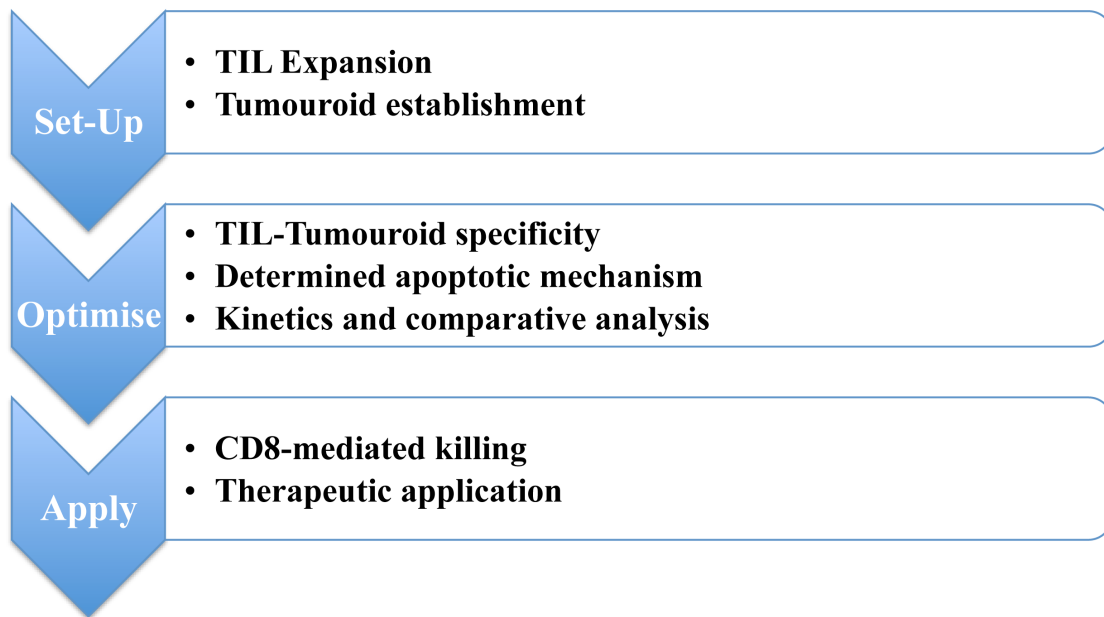 Set-Up
• TIL Expansion
• Tumouroid establishment
Optimise
• TIL-Tumouroid specificity
• Determined apoptotic mechanism
• Kinetics and comparative analysis
Apply
• CD8-mediated killing
• Therapeutic application